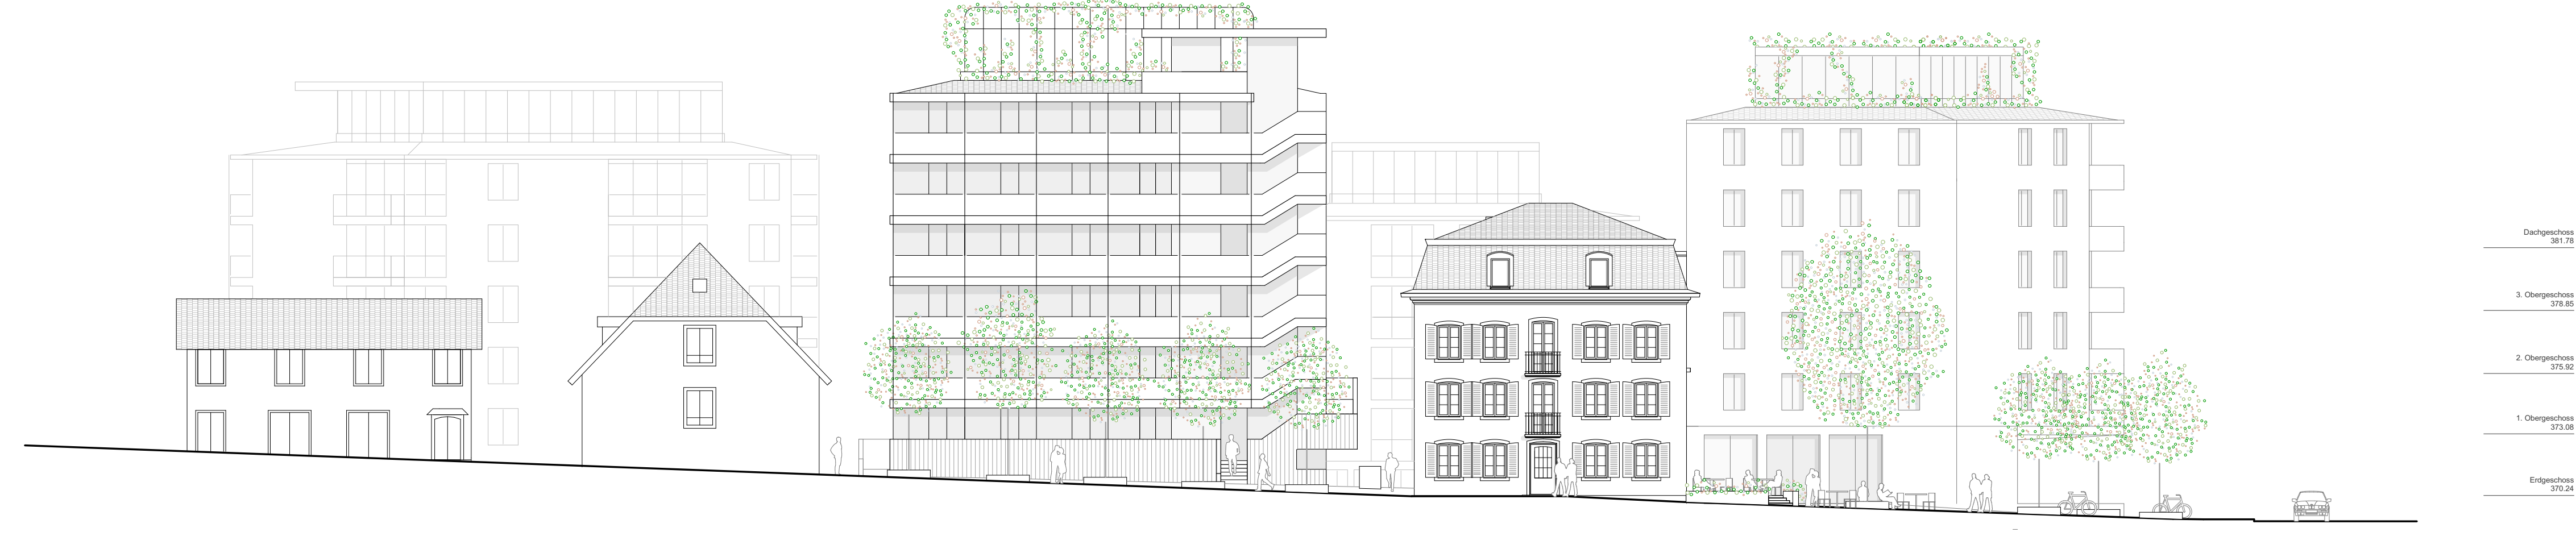 Dachgeschoss
381.78
3. Obergeschoss
378.85
2. Obergeschoss
375.92
1. Obergeschoss
373.08
Erdgeschoss
370.24